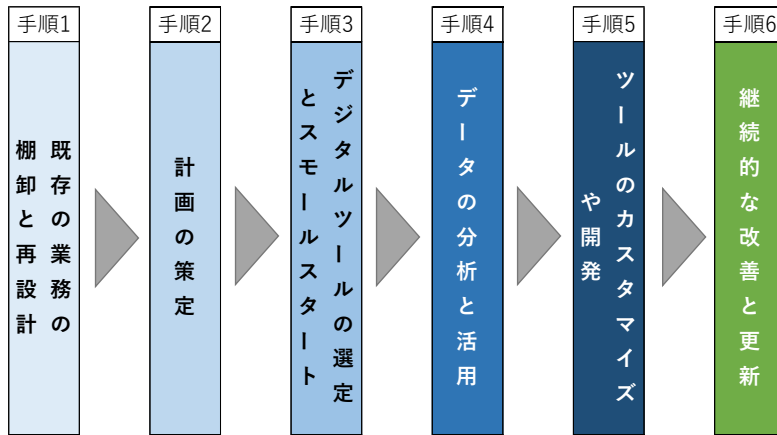 手順1
既存の業務の
棚卸と再設計
手順2
計画の策定
手順3
デジタルツールの選定
とスモールスタート
手順4
データの分析と活用
手順5
ツールのカスタマイズ
や開発
手順6
継続的な改善と更新